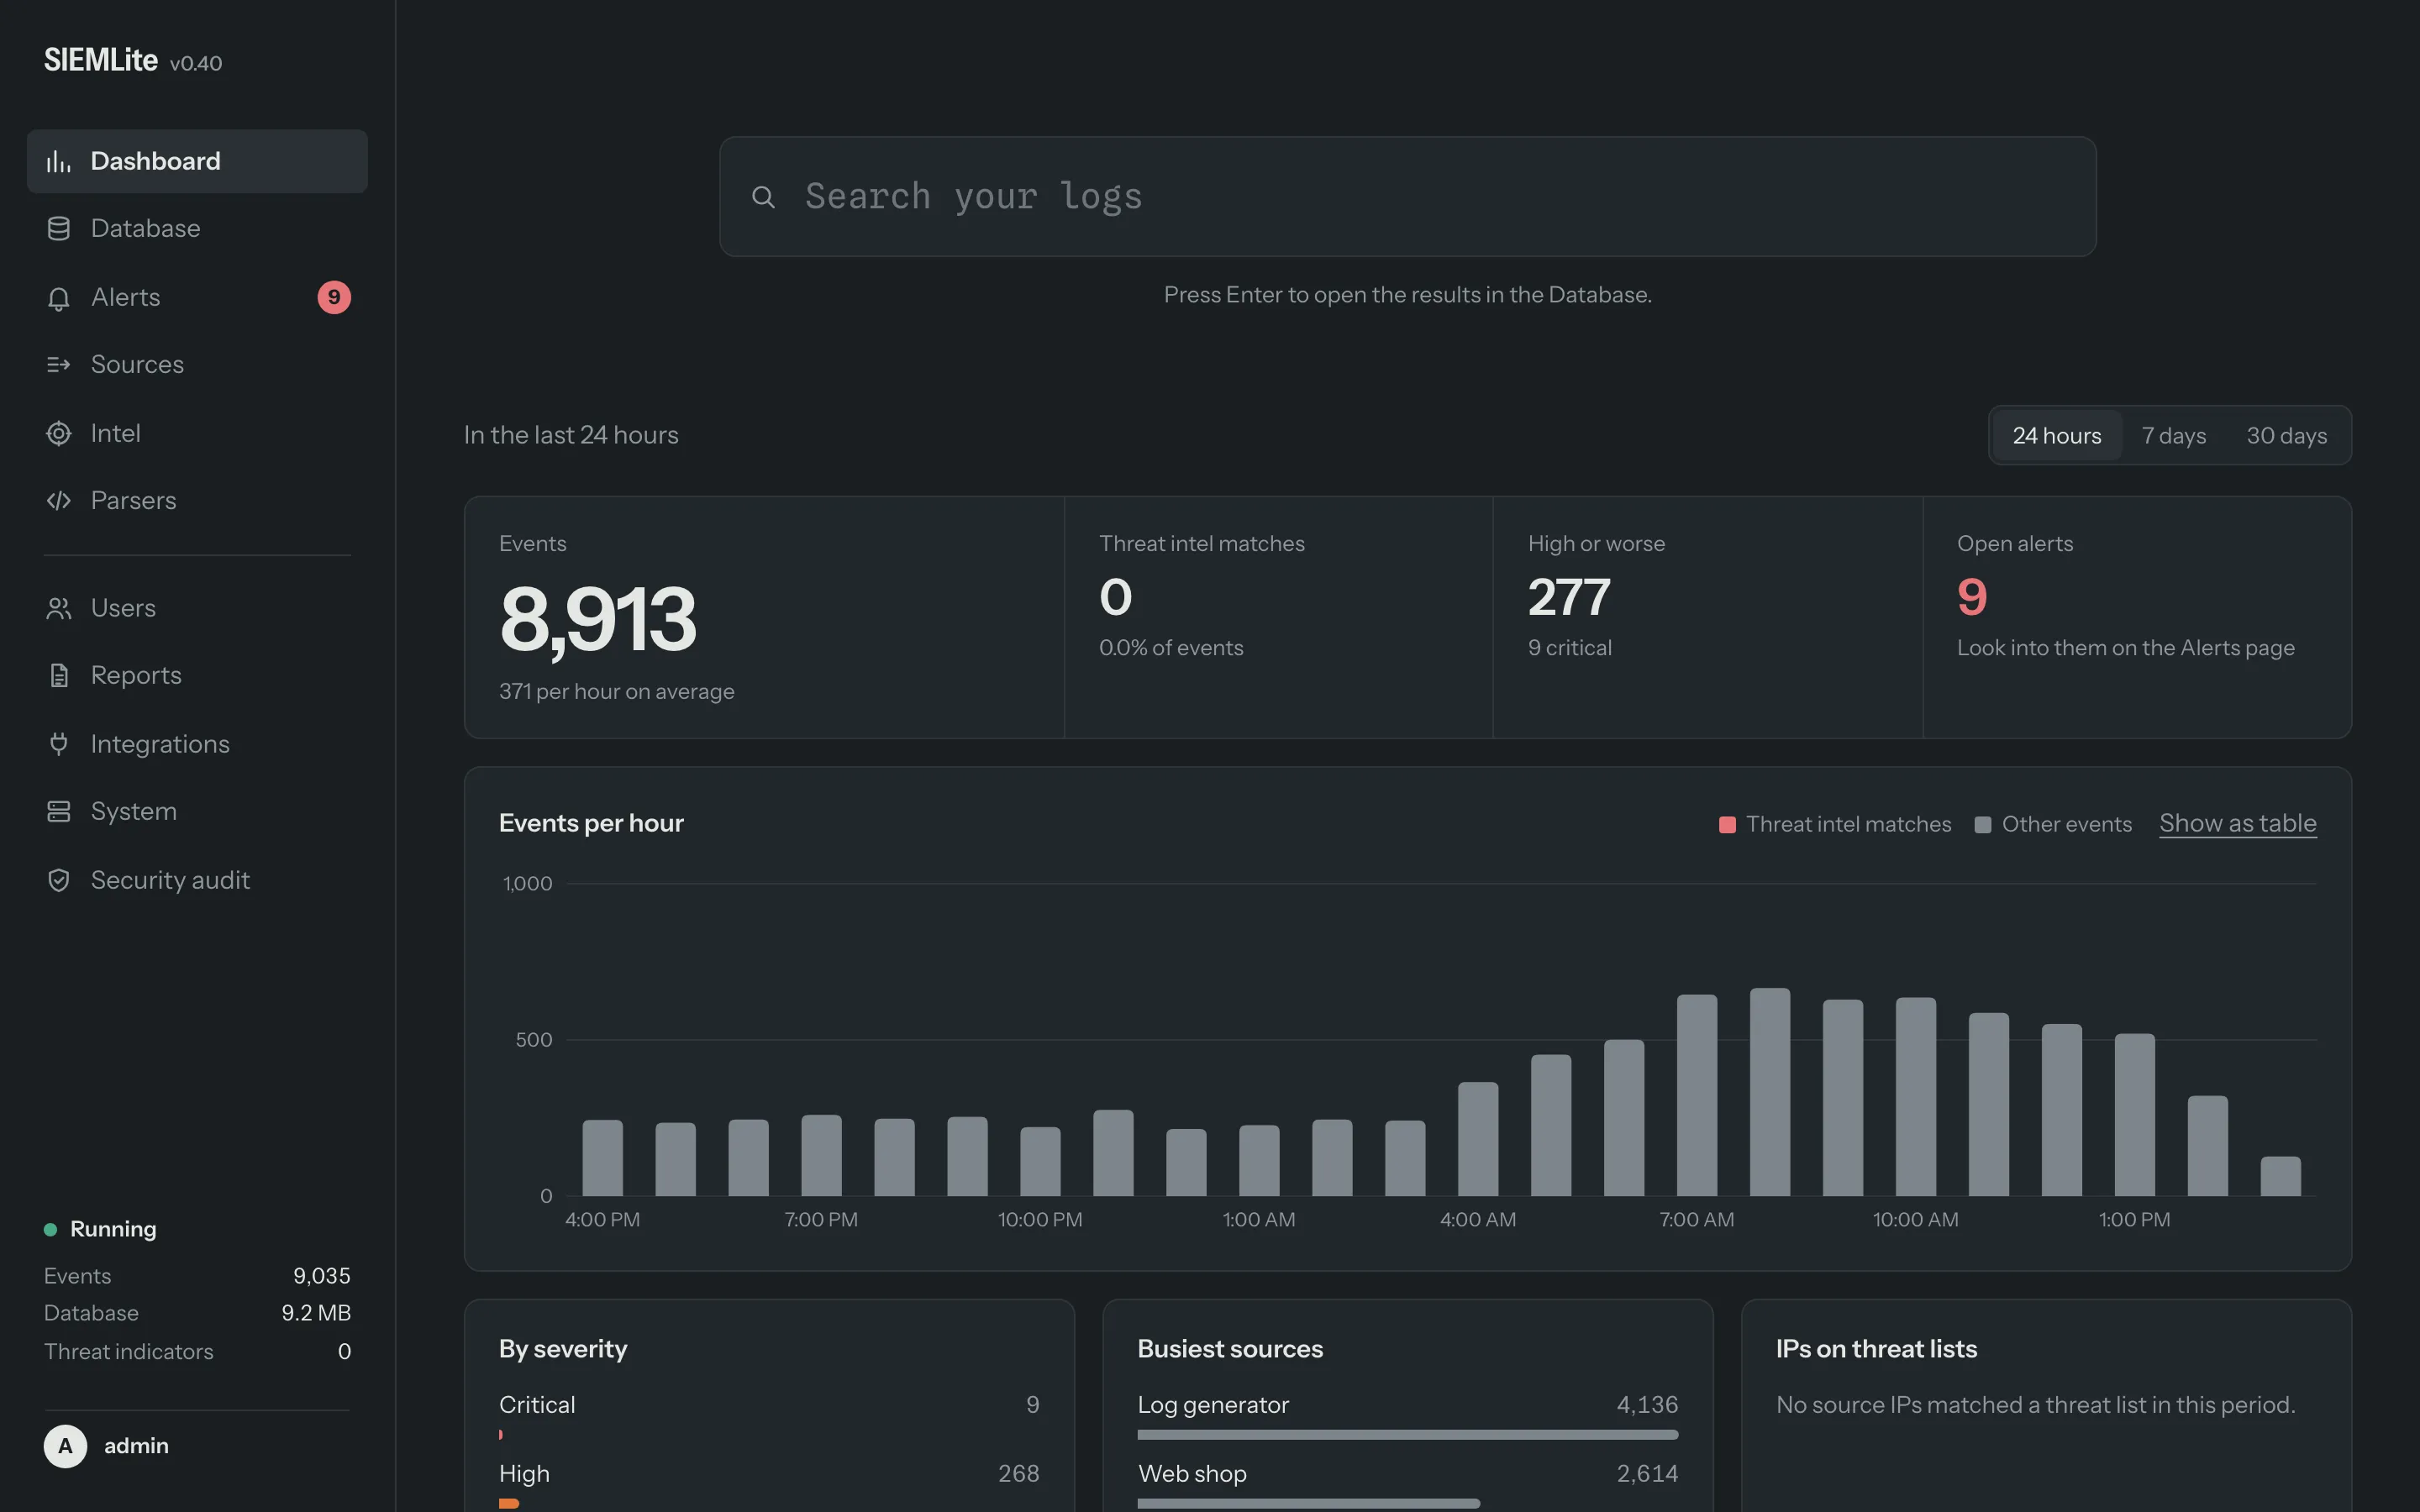 SIEMLite v0.40
Dashboard
Database
Alerts 9
Sources
Intel
Parsers
Users
Reports
Integrations
System
Security audit
Running
Events 9,035
Database 9.2 MB
Threat indicators 0
A admin
Search your logs
Press Enter to open the results in the Database.
In the last 24 hours
24 hours 7 days 30 days
Events
8,913
371 per hour on average
Threat intel matches
0
0.0% of events
High or worse
277
9 critical
Open alerts
9
Look into them on the Alerts page
Events per hour
Threat intel matches Other events Show as table
1,000
500
0
4:00 PM 7:00 PM 10:00 PM 1:00 AM 4:00 AM 7:00 AM 10:00 AM 1:00 PM
By severity
Critical 9
High 268
Busiest sources
Log generator 4,136
Web shop 2,614
IPs on threat lists
No source IPs matched a threat list in this period.